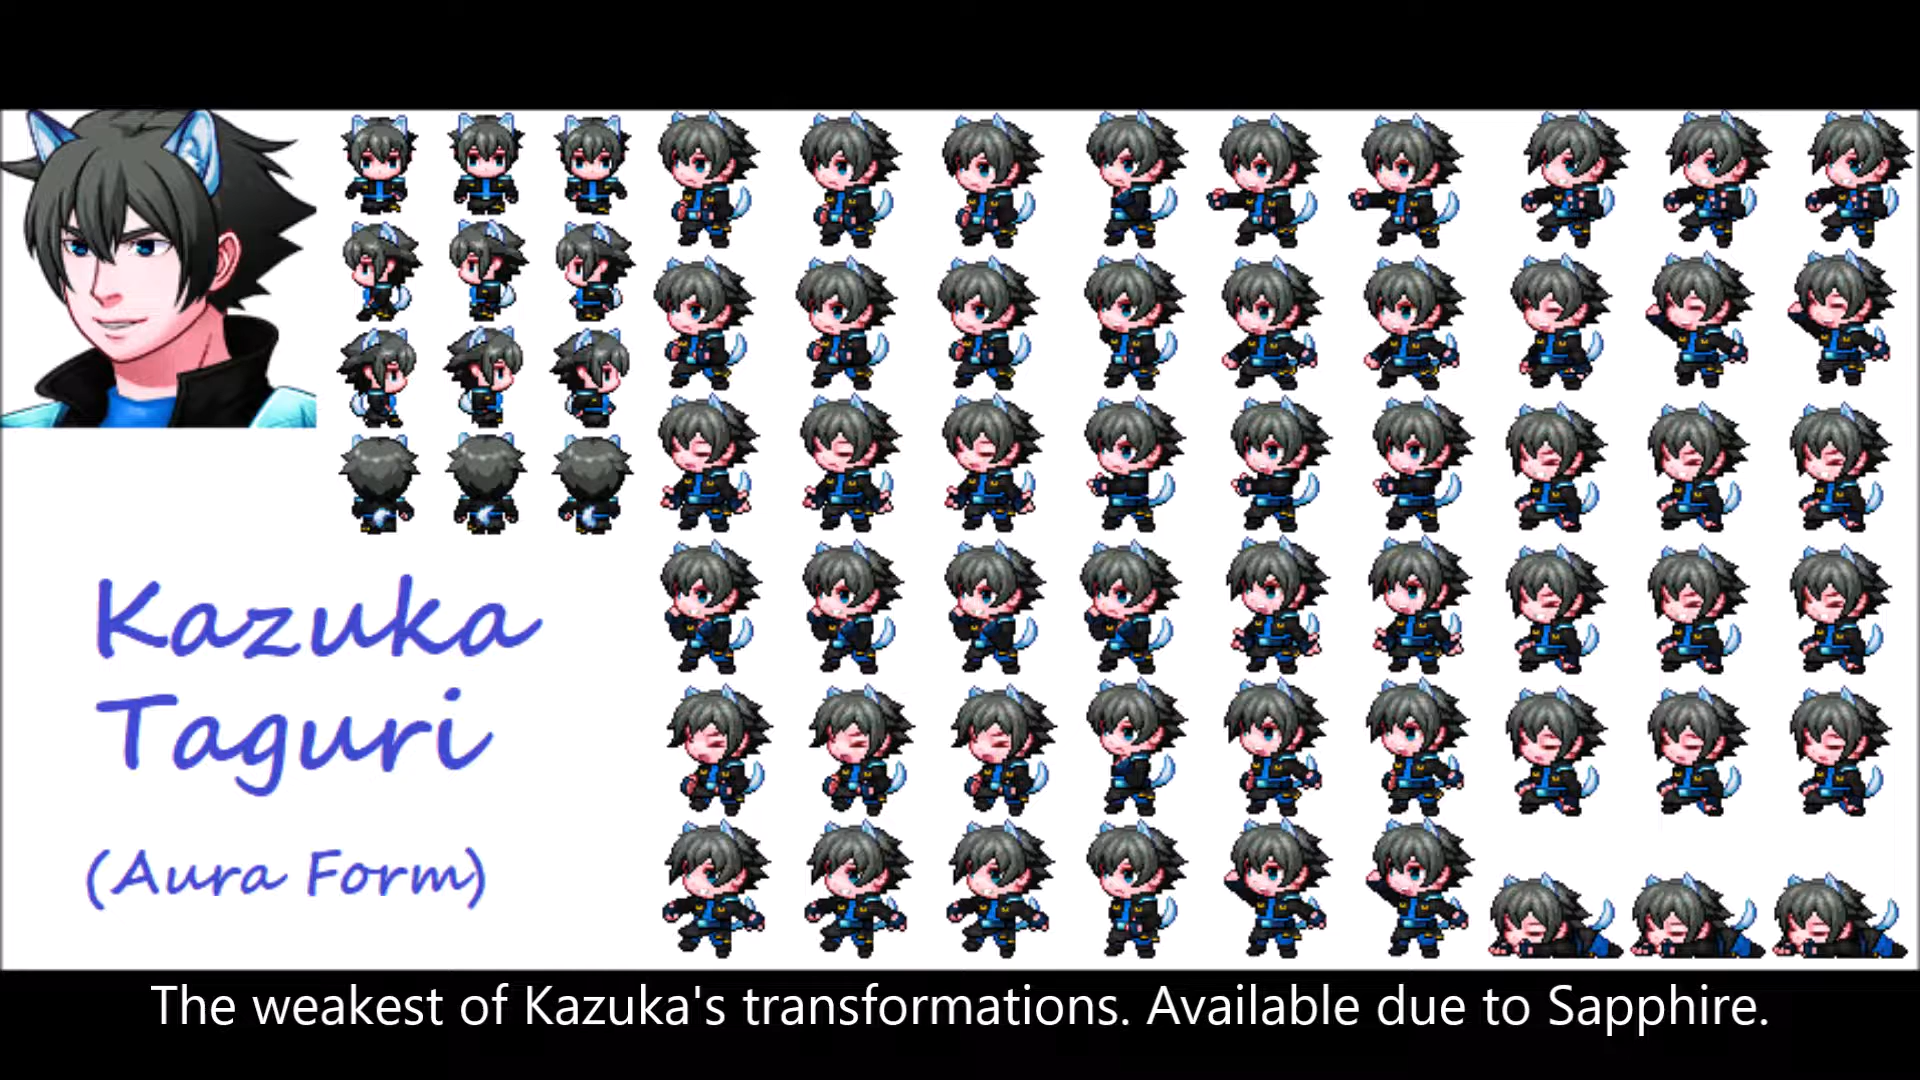 Kazuka
Taguri
(Aura Form)
The weakest of Kazuka's transformations. Available due to Sapphire.